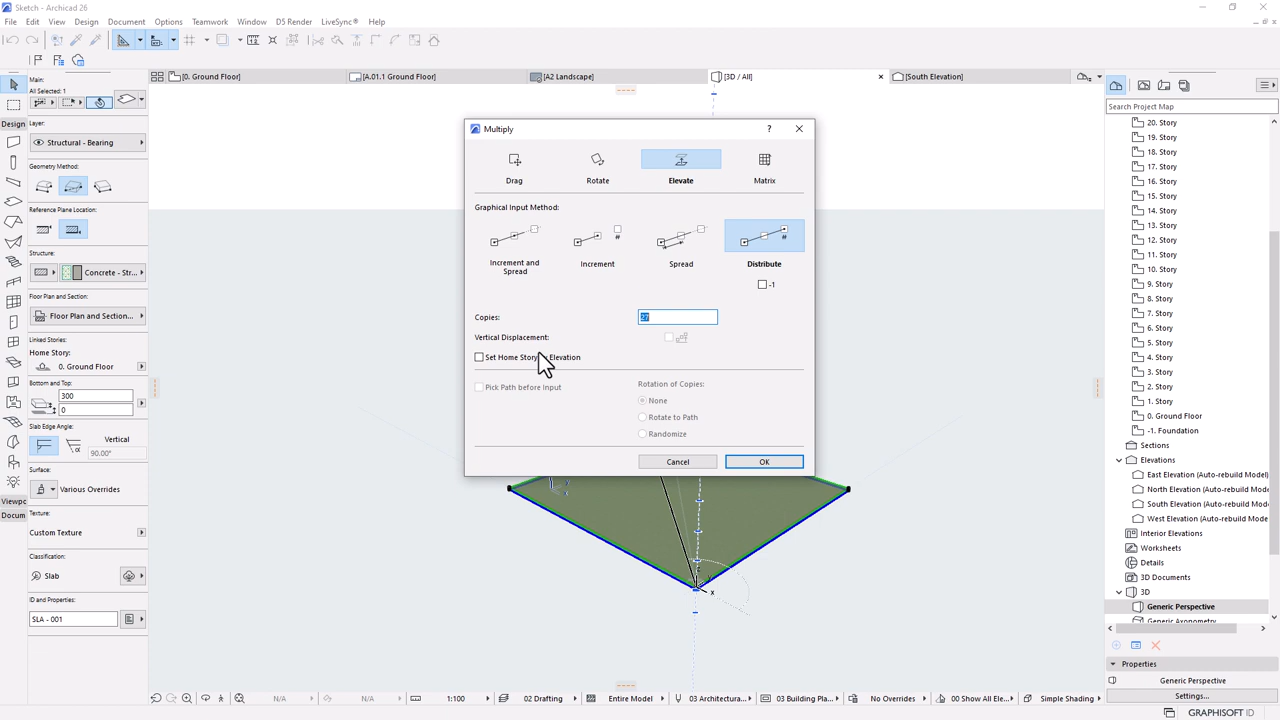 Sketch - Archicad 26
File Edit View Design Document Options Teamwork Window D5 Render LiveSync® Help
[0. Ground Floor]
[A.01.1 Ground Floor]
[A2 Landscape]
[3D / All]
[South Elevation]
Main:
All Selected: 1
Design
Layer:
Structural - Bearing
Geometry Method:
Reference Plane Location:
Structure:
Concrete - Str...
Floor Plan and Section:
Floor Plan and Section...
Home Story:
0. Ground Floor
Bottom and Top:
300
0
Slab Edge Angle:
Vertical
90.00°
Surface:
Various Overrides
Viewpo
Docum
Texture:
Custom Texture
Classification:
Slab
ID and Properties:
SLA - 001
Multiply
?
Drag
Rotate
Elevate
Matrix
Graphical Input Method:
Increment and Spread
Increment
Spread
Distribute
-1
Copies:
27
Vertical Displacement:
Set Home Story Elevation
Pick Path before Input
Rotation of Copies:
None
Rotate to Path
Randomize
Cancel
OK
x
Search Project Map
20. Story
19. Story
18. Story
17. Story
16. Story
15. Story
14. Story
13. Story
12. Story
11. Story
10. Story
9. Story
8. Story
7. Story
6. Story
5. Story
4. Story
3. Story
2. Story
1. Story
0. Ground Floor
-1. Foundation
Sections
Elevations
East Elevation (Auto-rebuild Model)
North Elevation (Auto-rebuild Mod
South Elevation (Auto-rebuild Mod
West Elevation (Auto-rebuild Mode
Interior Elevations
Worksheets
Details
3D Documents
3D
Generic Perspective
Generic Axonometry
Properties
Generic Perspective
Settings...
N/A
N/A
1:100
02 Drafting
Entire Model
03 Architectura...
03 Building Pla...
No Overrides
00 Show All Ele...
Simple Shading
GRAPHISOFT ID